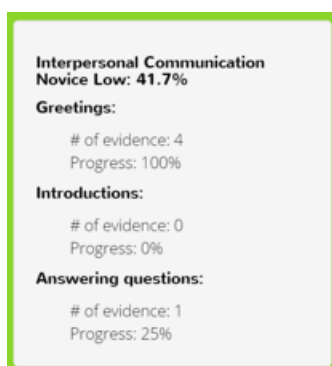 Interpersonal Communication
Novice Low: 41.7%
Greetings:
# of evidence: 4
Progress: 100%
Introductions:
# of evidence: 0
Progress: 0%
Answering questions:
# of evidence: 1
Progress: 25%